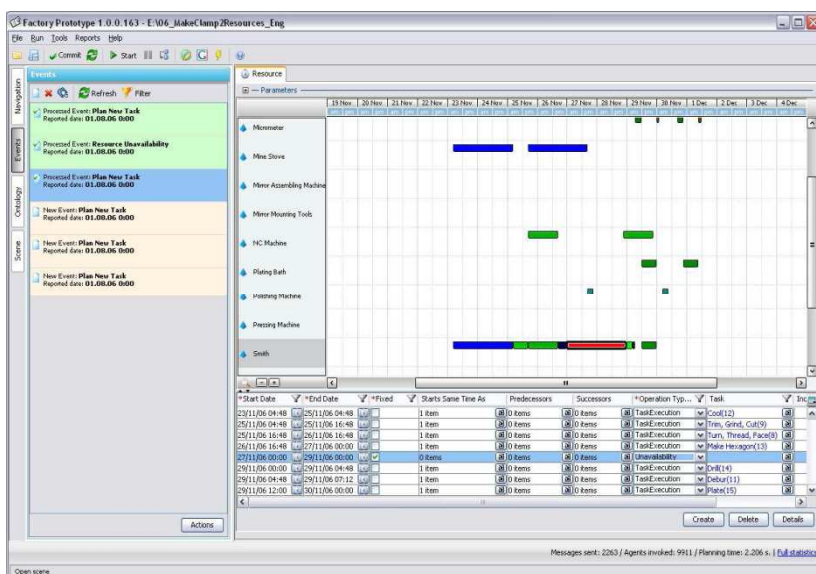 Factory Prototype 1.0.0.163 - E:\06_MakeClamp2Resources_Eng
File Run Tools Reports Help
Commit Start
Navigation
Events
Ontology
Scene
Events
Refresh Filter
Processed Event: Plan New Task
Reported date: 01.08.06 0:00
Processed Event: Resource Unavailability
Reported date: 01.08.06 0:00
Processed Event: Plan New Task
Reported date: 01.08.06 0:00
New Event: Plan New Task
Reported date: 01.08.06 0:00
New Event: Plan New Task
Reported date: 01.08.06 0:00
New Event: Plan New Task
Reported date: 01.08.06 0:00
Actions
Resource
Parameters
19 Nov 20 Nov 21 Nov 22 Nov 23 Nov 24 Nov 25 Nov 26 Nov 27 Nov 28 Nov 29 Nov 30 Nov 1 Dec 2 Dec 3 Dec 4 Dec
Micrometer
Mine Stove
Mirror Assembling Machine
Mirror Mounting Tools
NC Machine
Plating Bath
Polishing Machine
Pressing Machine
Smith
*Start Date *End Date *Fixed Starts Same Time As Predecessors Successors *Operation Typ... Task Inc
23/11/06 04:48 25/11/06 04:48 1 item 0 items 0 items TaskExecution Cool(12)
25/11/06 04:48 25/11/06 16:48 1 item 0 items 0 items TaskExecution Trim, Grind, Cut(9)
25/11/06 16:48 26/11/06 16:48 1 item 0 items 0 items TaskExecution Turn, Thread, Face(8)
26/11/06 16:48 27/11/06 00:00 1 item 0 items 0 items TaskExecution Make Hexagon(13)
27/11/06 00:00 29/11/06 00:00 0 items 0 items 0 items Unavailability
29/11/06 00:00 29/11/06 04:48 1 item 0 items 0 items TaskExecution Drill(14)
29/11/06 04:48 29/11/06 07:12 1 item 0 items 0 items TaskExecution Debur(11)
29/11/06 12:00 30/11/06 00:00 1 item 0 items 0 items TaskExecution Plate(15)
Create Delete Details
Messages sent: 2263 / Agents invoked: 9911 / Planning time: 2.206 s. | Full statistics
Open scene